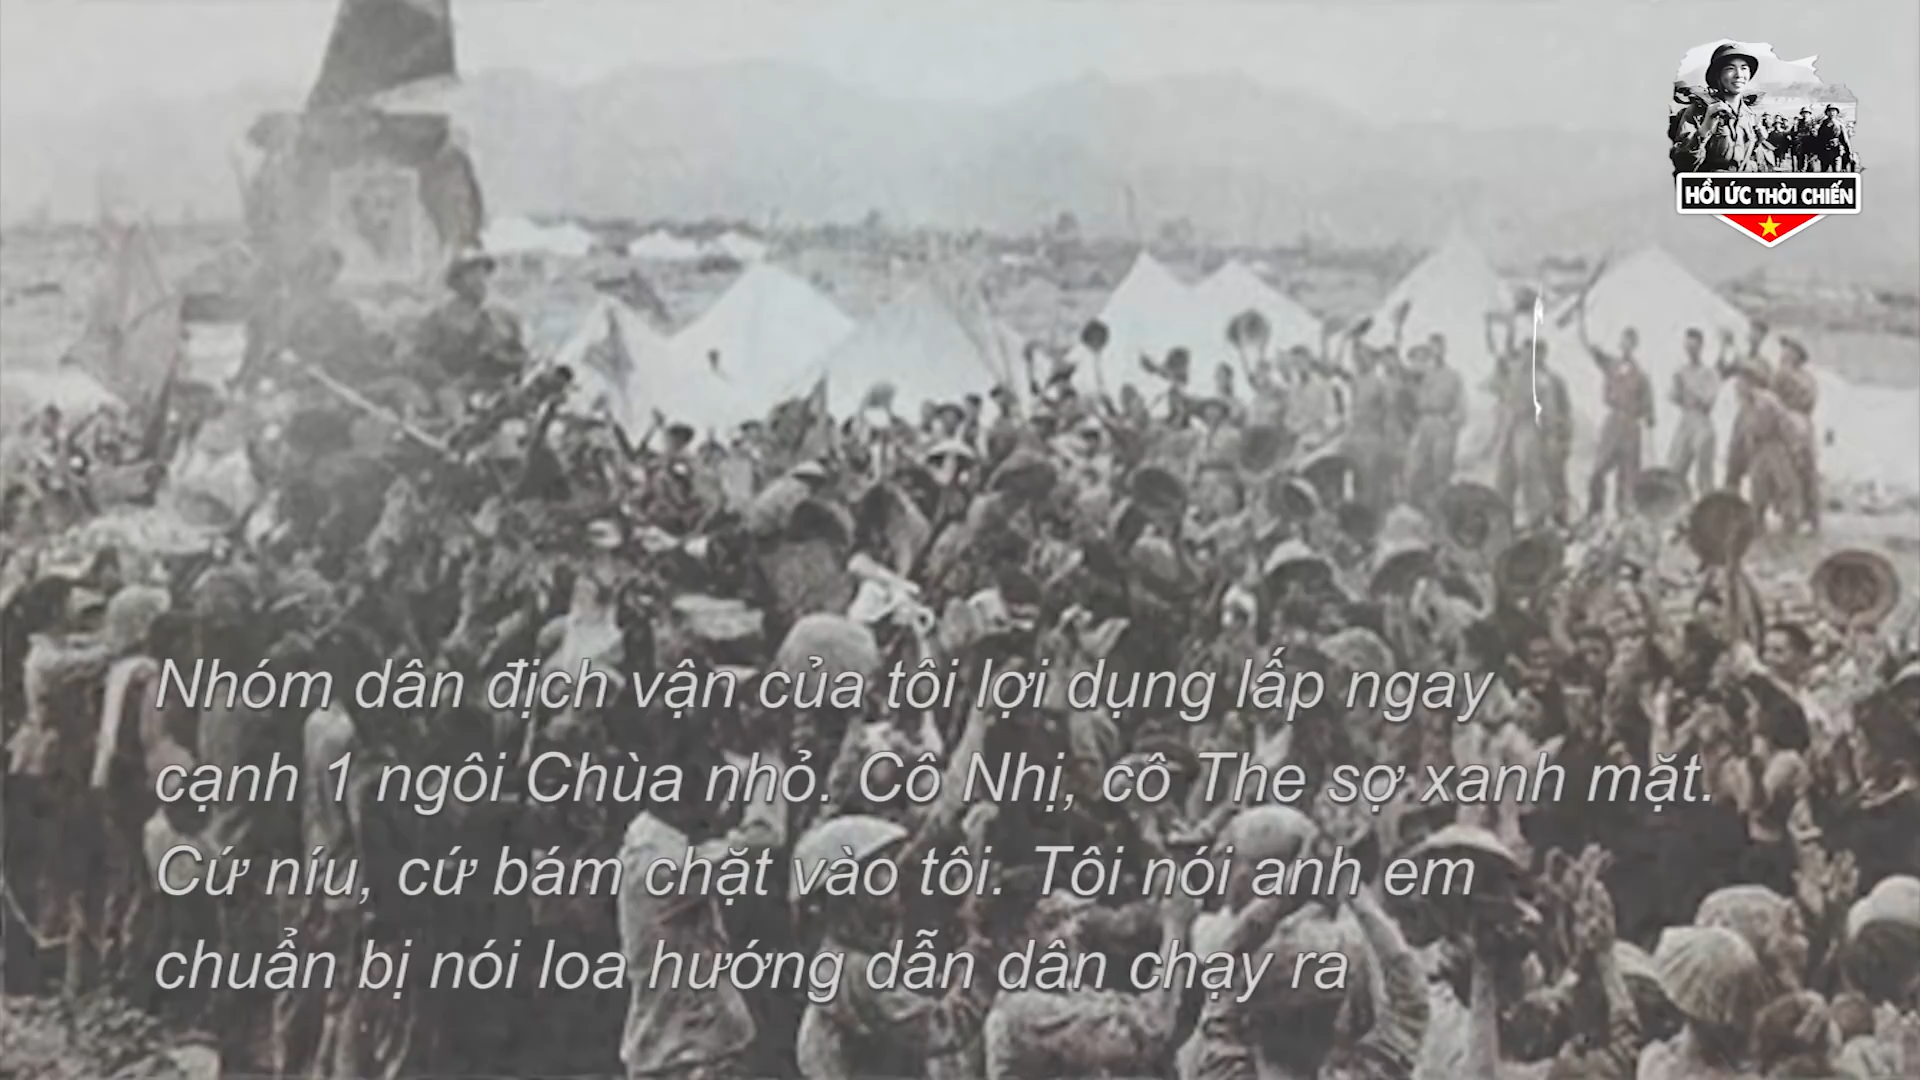 HỒI ỨC THỜI CHIẾN
Nhóm dân địch vận của tôi lợi dụng lấp ngay
cạnh 1 ngôi Chùa nhỏ. Cô Nhị, cô The sợ xanh mặt.
Cứ níu, cứ bám chặt vào tôi. Tôi nói anh em
chuẩn bị nói loa hướng dẫn dân chạy ra